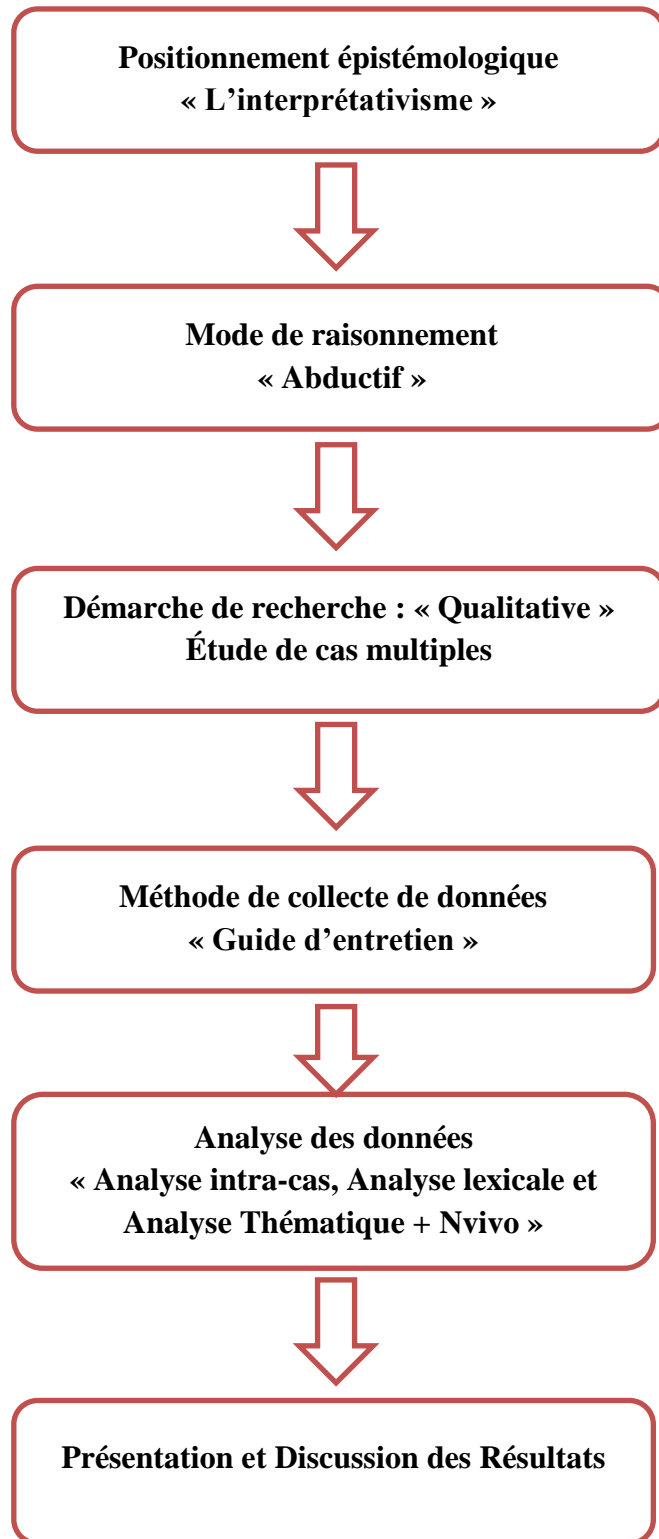 Positionnement épistémologique
« L’interprétativisme »
Mode de raisonnement
« Abductif »
Démarche de recherche : « Qualitative »
Étude de cas multiples
Méthode de collecte de données
« Guide d’entretien »
Analyse des données
« Analyse intra-cas, Analyse lexicale et
Analyse Thématique + Nvivo »
Présentation et Discussion des Résultats